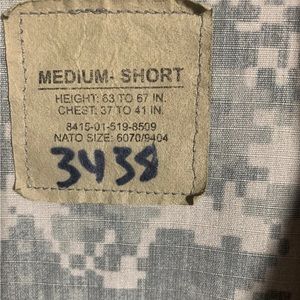 MEDIUM- SHORT
HEIGHT: 63 TO 67 IN.
CHEST: 37 TO 41 IN.
8415-01-519-8509
NATO SIZE: 6070/9404
3438